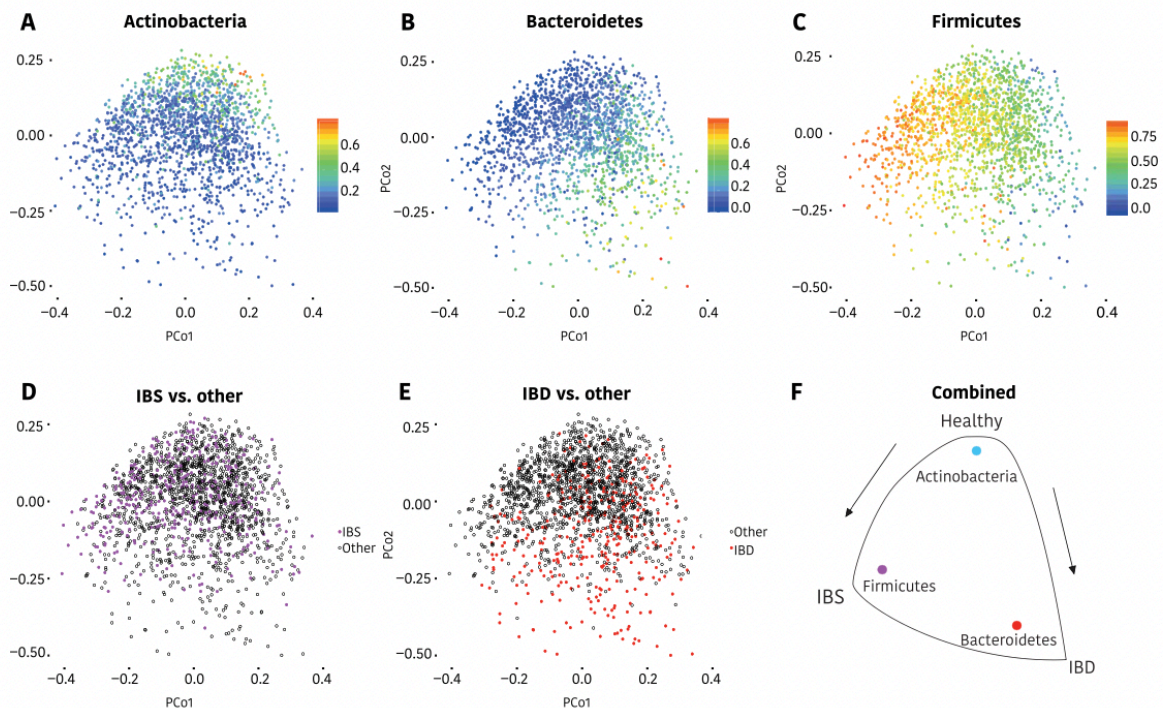 A Actinobacteria
0.25
0.00
−0.25
−0.50
−0.4 −0.2 0.0 0.2 0.4
PCo1
0.6
0.4
0.2
B Bacteroidetes
PCo2
0.25
0.00
−0.25
−0.50
−0.4 −0.2 0.0 0.2 0.4
PCo1
0.6
0.4
0.2
0.0
C Firmicutes
PCo2
0.25
0.00
−0.25
−0.50
−0.4 −0.2 0.0 0.2 0.4
PCo1
0.75
0.50
0.25
0.0
D IBS vs. other
0.25
0.00
−0.25
−0.50
−0.4 −0.2 0.0 0.2 0.4
PCo1
IBS
Other
E IBD vs. other
PCo2
0.25
0.00
−0.25
−0.50
−0.4 −0.2 0.0 0.2 0.4
PCo1
Other
IBD
F Combined
Healthy
Actinobacteria
IBS
Firmicutes
Bacteroidetes
IBD